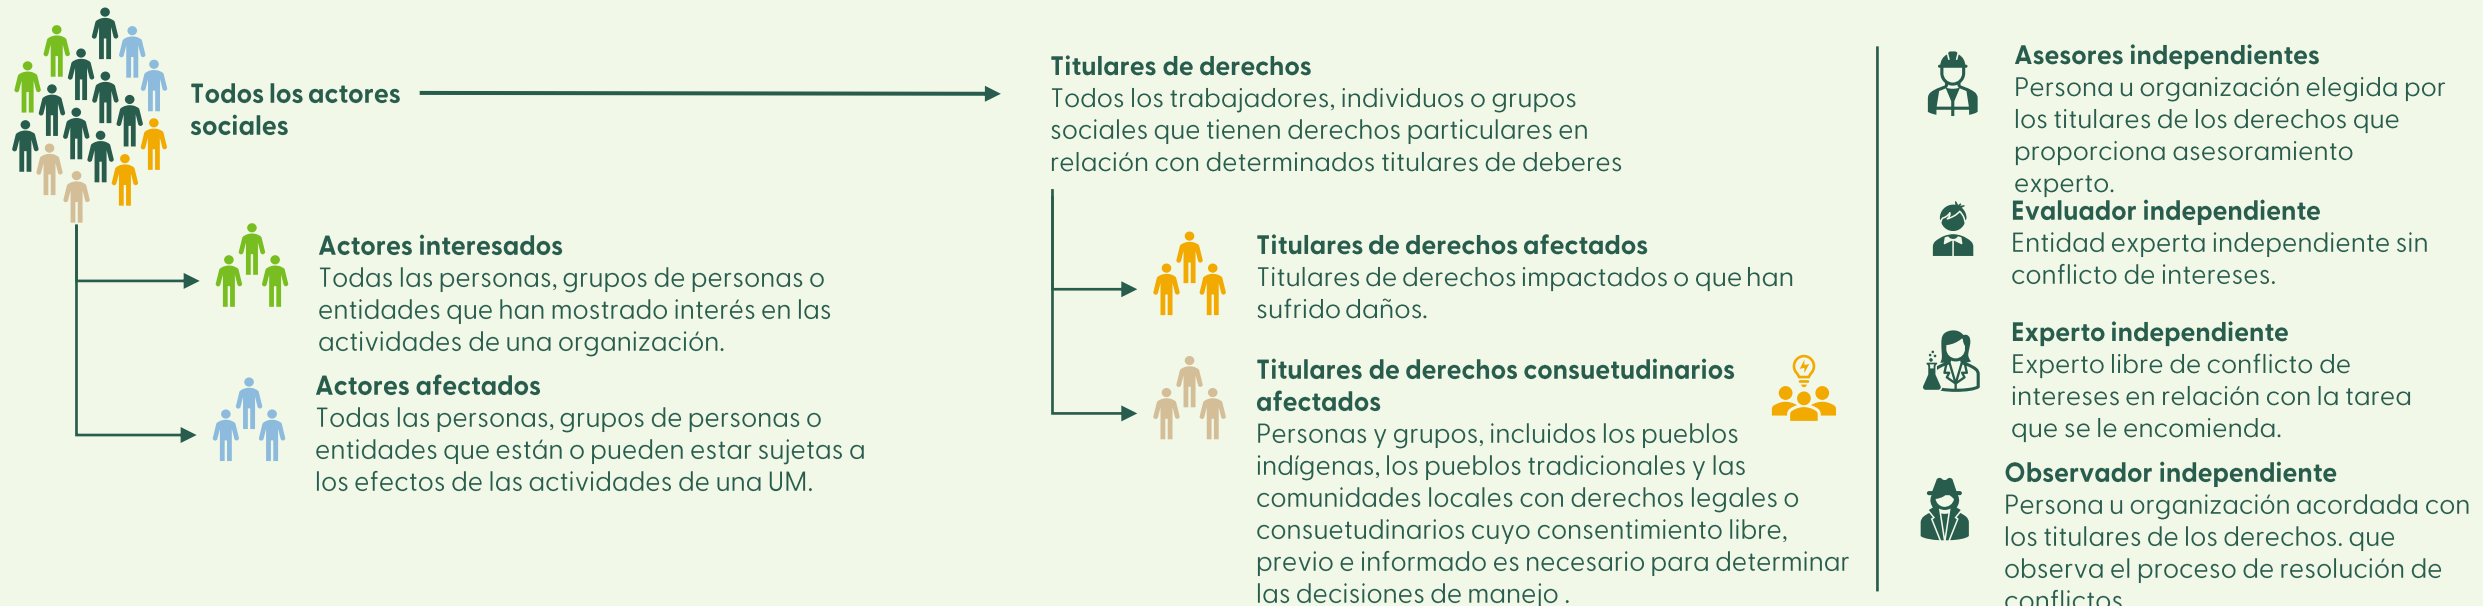 Todos los actores
sociales
Actores interesados
Todas las personas, grupos de personas o
entidades que han mostrado interés en las
actividades de una organización.
Actores afectados
Todas las personas, grupos de personas o
entidades que están o pueden estar sujetas a
los efectos de las actividades de una UM.
Titulares de derechos
Todos los trabajadores, individuos o grupos
sociales que tienen derechos particulares en
relación con determinados titulares de deberes
Titulares de derechos afectados
Titulares de derechos impactados o que han
sufrido daños.
Titulares de derechos consuetudinarios
afectados
Personas y grupos, incluidos los pueblos
indígenas, los pueblos tradicionales y las
comunidades locales con derechos legales o
consuetudinarios cuyo consentimiento libre,
previo e informado es necesario para determinar
las decisiones de manejo .
Asesores independientes
Persona u organización elegida por
los titulares de los derechos que
proporciona asesoramiento
experto.
Evaluador independiente
Entidad experta independiente sin
conflicto de intereses.
Experto independiente
Experto libre de conflicto de
intereses en relación con la tarea
que se le encomienda.
Observador independiente
Persona u organización acordada con
los titulares de los derechos. que
observa el proceso de resolución de
conflictos